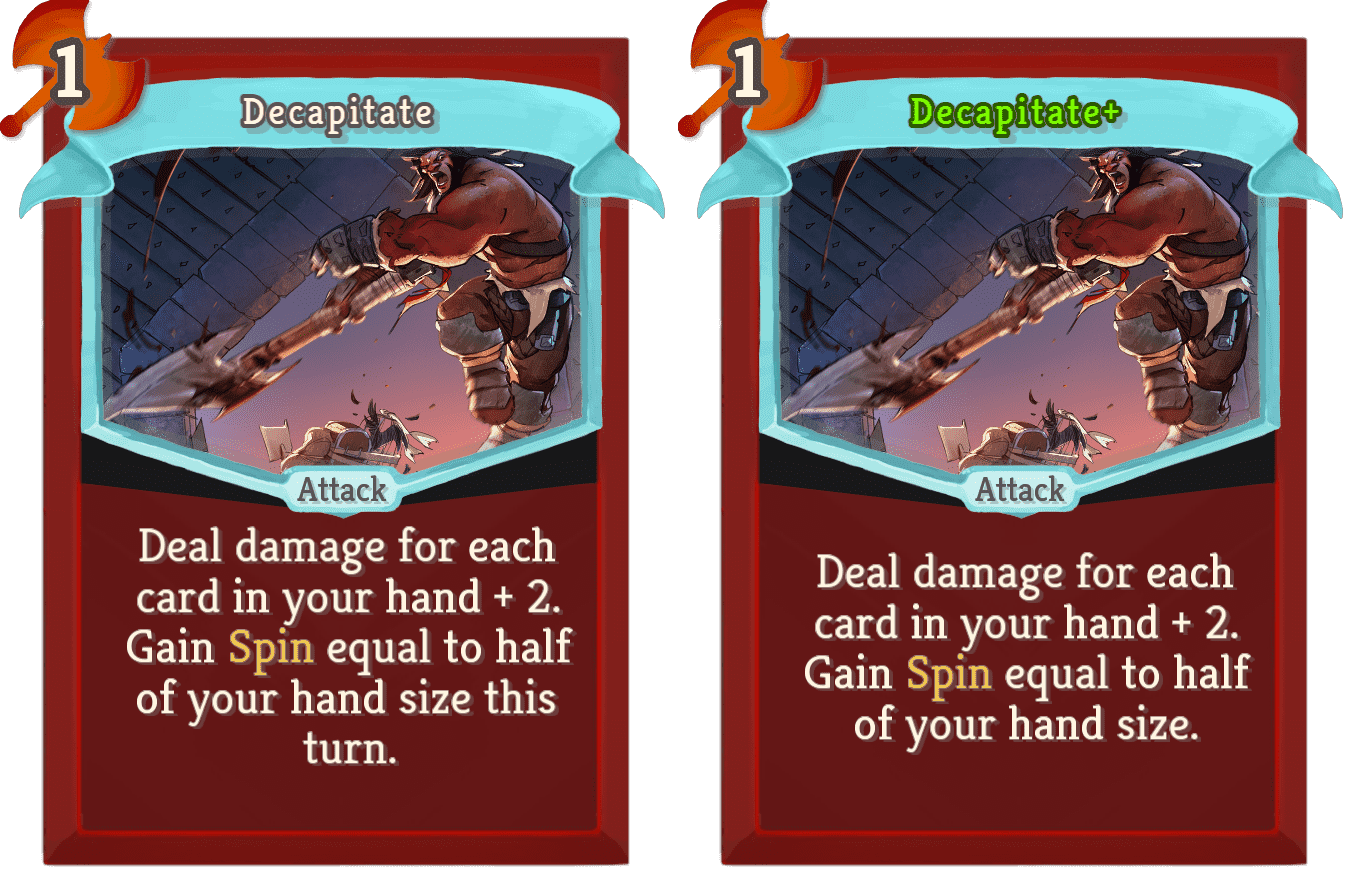 1
Decapitate
Attack
Deal damage for each
card in your hand + 2.
Gain Spin equal to half
of your hand size this
turn.
1
Decapitate+
Attack
Deal damage for each
card in your hand + 2.
Gain Spin equal to half
of your hand size.